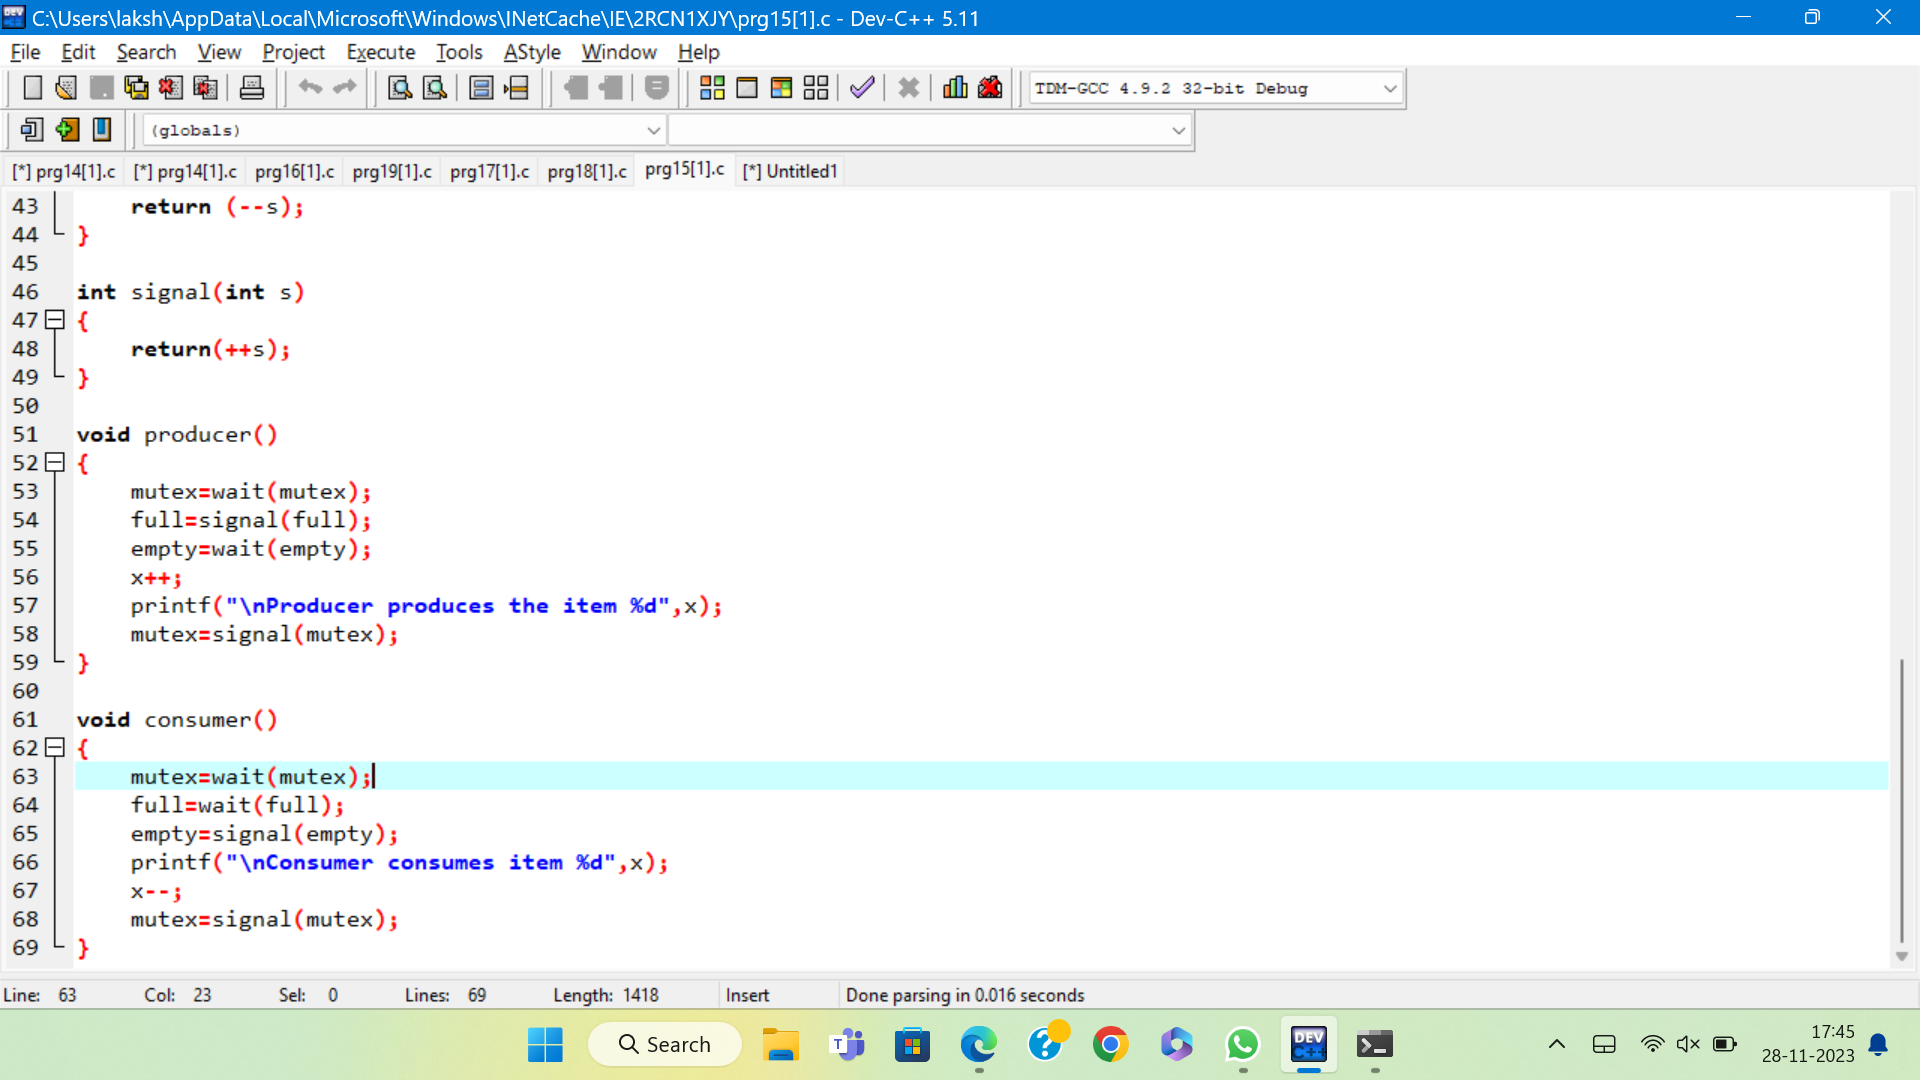 C:\Users\laksh\AppData\Local\Microsoft\Windows\INetCache\IE\2RCN1XJY\prg15[1].c - Dev-C++ 5.11
File Edit Search View Project Execute Tools AStyle Window Help
TDM-GCC 4.9.2 32-bit Debug
(globals)
[*] prg14[1].c [*] prg14[1].c prg16[1].c prg19[1].c prg17[1].c prg18[1].c prg15[1].c [*] Untitled1
43 return (--s);
44 }
45
46 int signal(int s)
47 {
48 return(++s);
49 }
50
51 void producer()
52 {
53 mutex=wait(mutex);
54 full=signal(full);
55 empty=wait(empty);
56 x++;
57 printf("\nProducer produces the item %d",x);
58 mutex=signal(mutex);
59 }
60
61 void consumer()
62 {
63 mutex=wait(mutex);
64 full=wait(full);
65 empty=signal(empty);
66 printf("\nConsumer consumes item %d",x);
67 x--;
68 mutex=signal(mutex);
69 }
Line: 63 Col: 23 Sel: 0 Lines: 69 Length: 1418 Insert Done parsing in 0.016 seconds
Search
DEV C++
17:45
28-11-2023